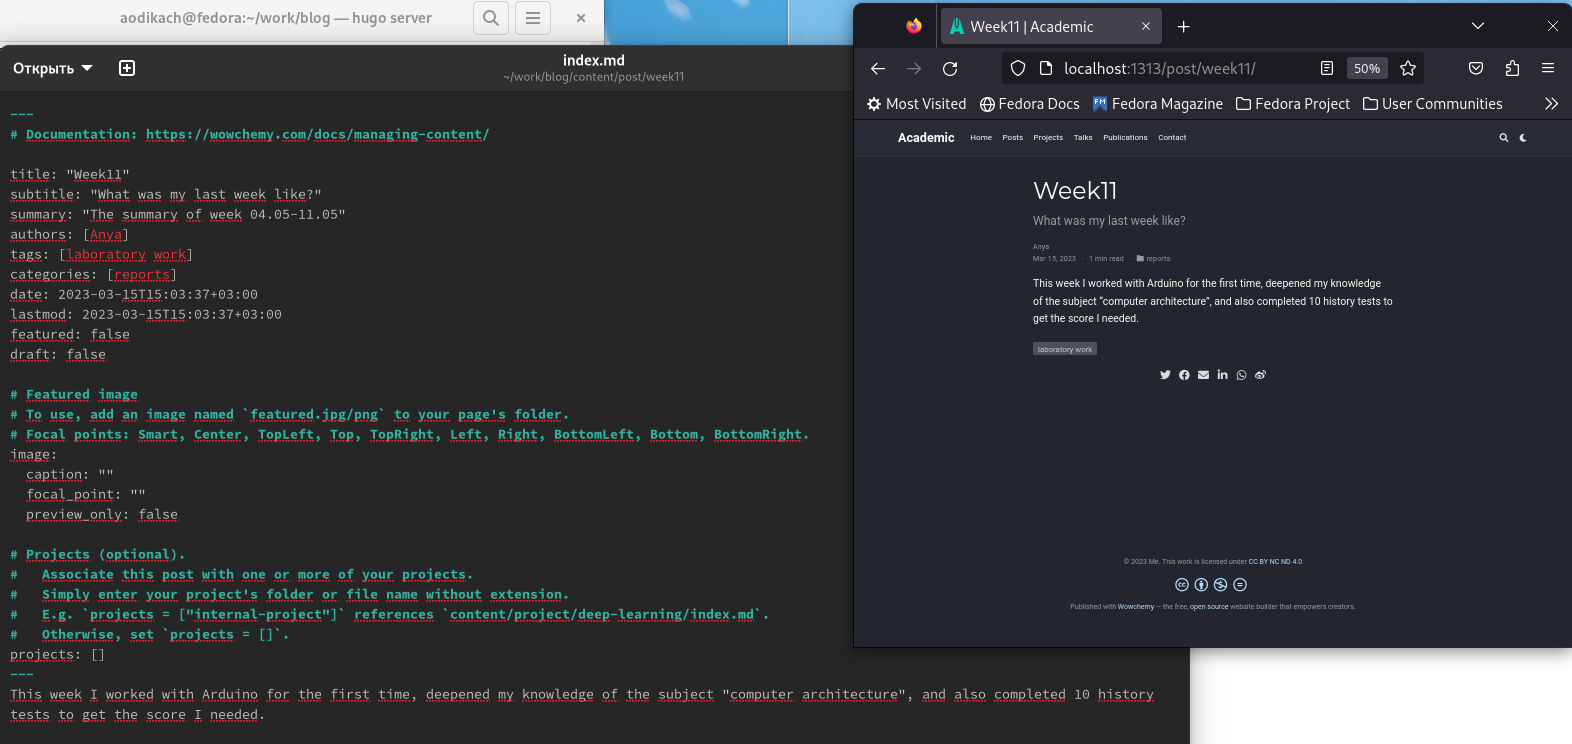 aodikach@fedora:~/work/blog — hugo server
Открыть
index.md
~/work/blog/content/post/week11
---
# Documentation: https://wowchemy.com/docs/managing-content/
title: "Week11"
subtitle: "What was my last week like?"
summary: "The summary of week 04.05-11.05"
authors: [Anya]
tags: [laboratory work]
categories: [reports]
date: 2023-03-15T15:03:37+03:00
lastmod: 2023-03-15T15:03:37+03:00
featured: false
draft: false
# Featured image
# To use, add an image named `featured.jpg/png` to your page's folder.
# Focal points: Smart, Center, TopLeft, Top, TopRight, Left, Right, BottomLeft, Bottom, BottomRight.
image:
  caption: ""
  focal_point: ""
  preview_only: false
# Projects (optional).
#   Associate this post with one or more of your projects.
#   Simply enter your project's folder or file name without extension.
#   E.g. `projects = ["internal-project"]` references `content/project/deep-learning/index.md`.
#   Otherwise, set `projects = []`.
projects: []
---
This week I worked with Arduino for the first time, deepened my knowledge of the subject "computer architecture", and also completed 10 history
tests to get the score I needed.
Week11 | Academic
localhost:1313/post/week11/ 50%
Most Visited Fedora Docs Fedora Magazine Fedora Project User Communities
Academic Home Posts Projects Talks Publications Contact
Week11
What was my last week like?
Anya
Mar 15, 2023 · 1 min read · reports
This week I worked with Arduino for the first time, deepened my knowledge
of the subject “computer architecture”, and also completed 10 history tests to
get the score I needed.
laboratory work
© 2023 Me. This work is licensed under CC BY NC ND 4.0
Published with Wowchemy — the free, open source website builder that empowers creators.